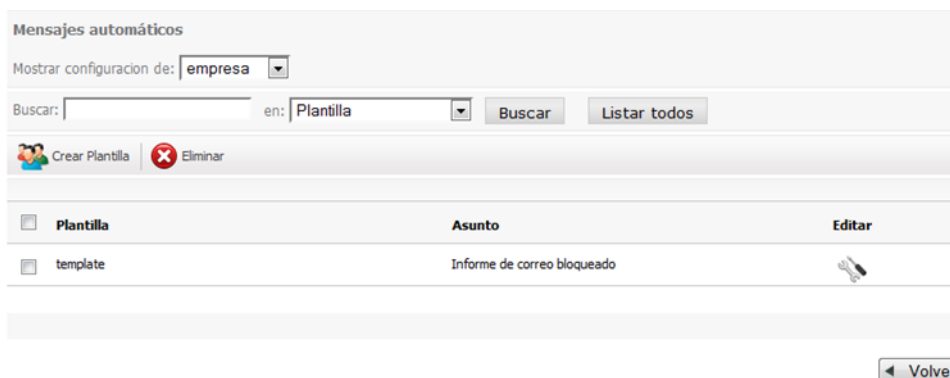 Mensajes automáticos
Mostrar configuracion de: empresa
Buscar: en: Plantilla Buscar Listar todos
Crear Plantilla Eliminar
Plantilla Asunto Editar
template Informe de correo bloqueado
Volve